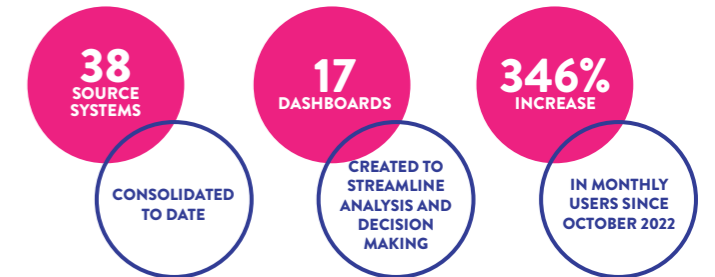 38
SOURCE
SYSTEMS
CONSOLIDATED
TO DATE
17
DASHBOARDS
CREATED TO
STREAMLINE
ANALYSIS AND
DECISION
MAKING
346%
INCREASE
IN MONTHLY
USERS SINCE
OCTOBER 2022